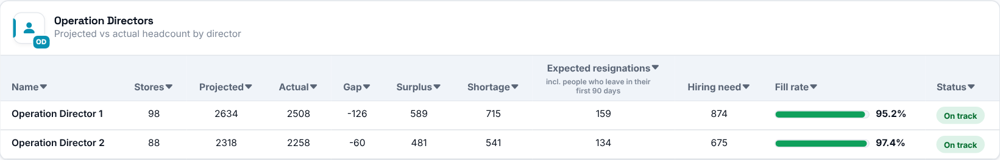 Operation Directors
Projected vs actual headcount by director
OD
Name Stores Projected Actual Gap Surplus Shortage Expected resignations incl. people who leave in their first 90 days Hiring need Fill rate Status
Operation Director 1 98 2634 2508 -126 589 715 159 874 95.2% On track
Operation Director 2 88 2318 2258 -60 481 541 134 675 97.4% On track